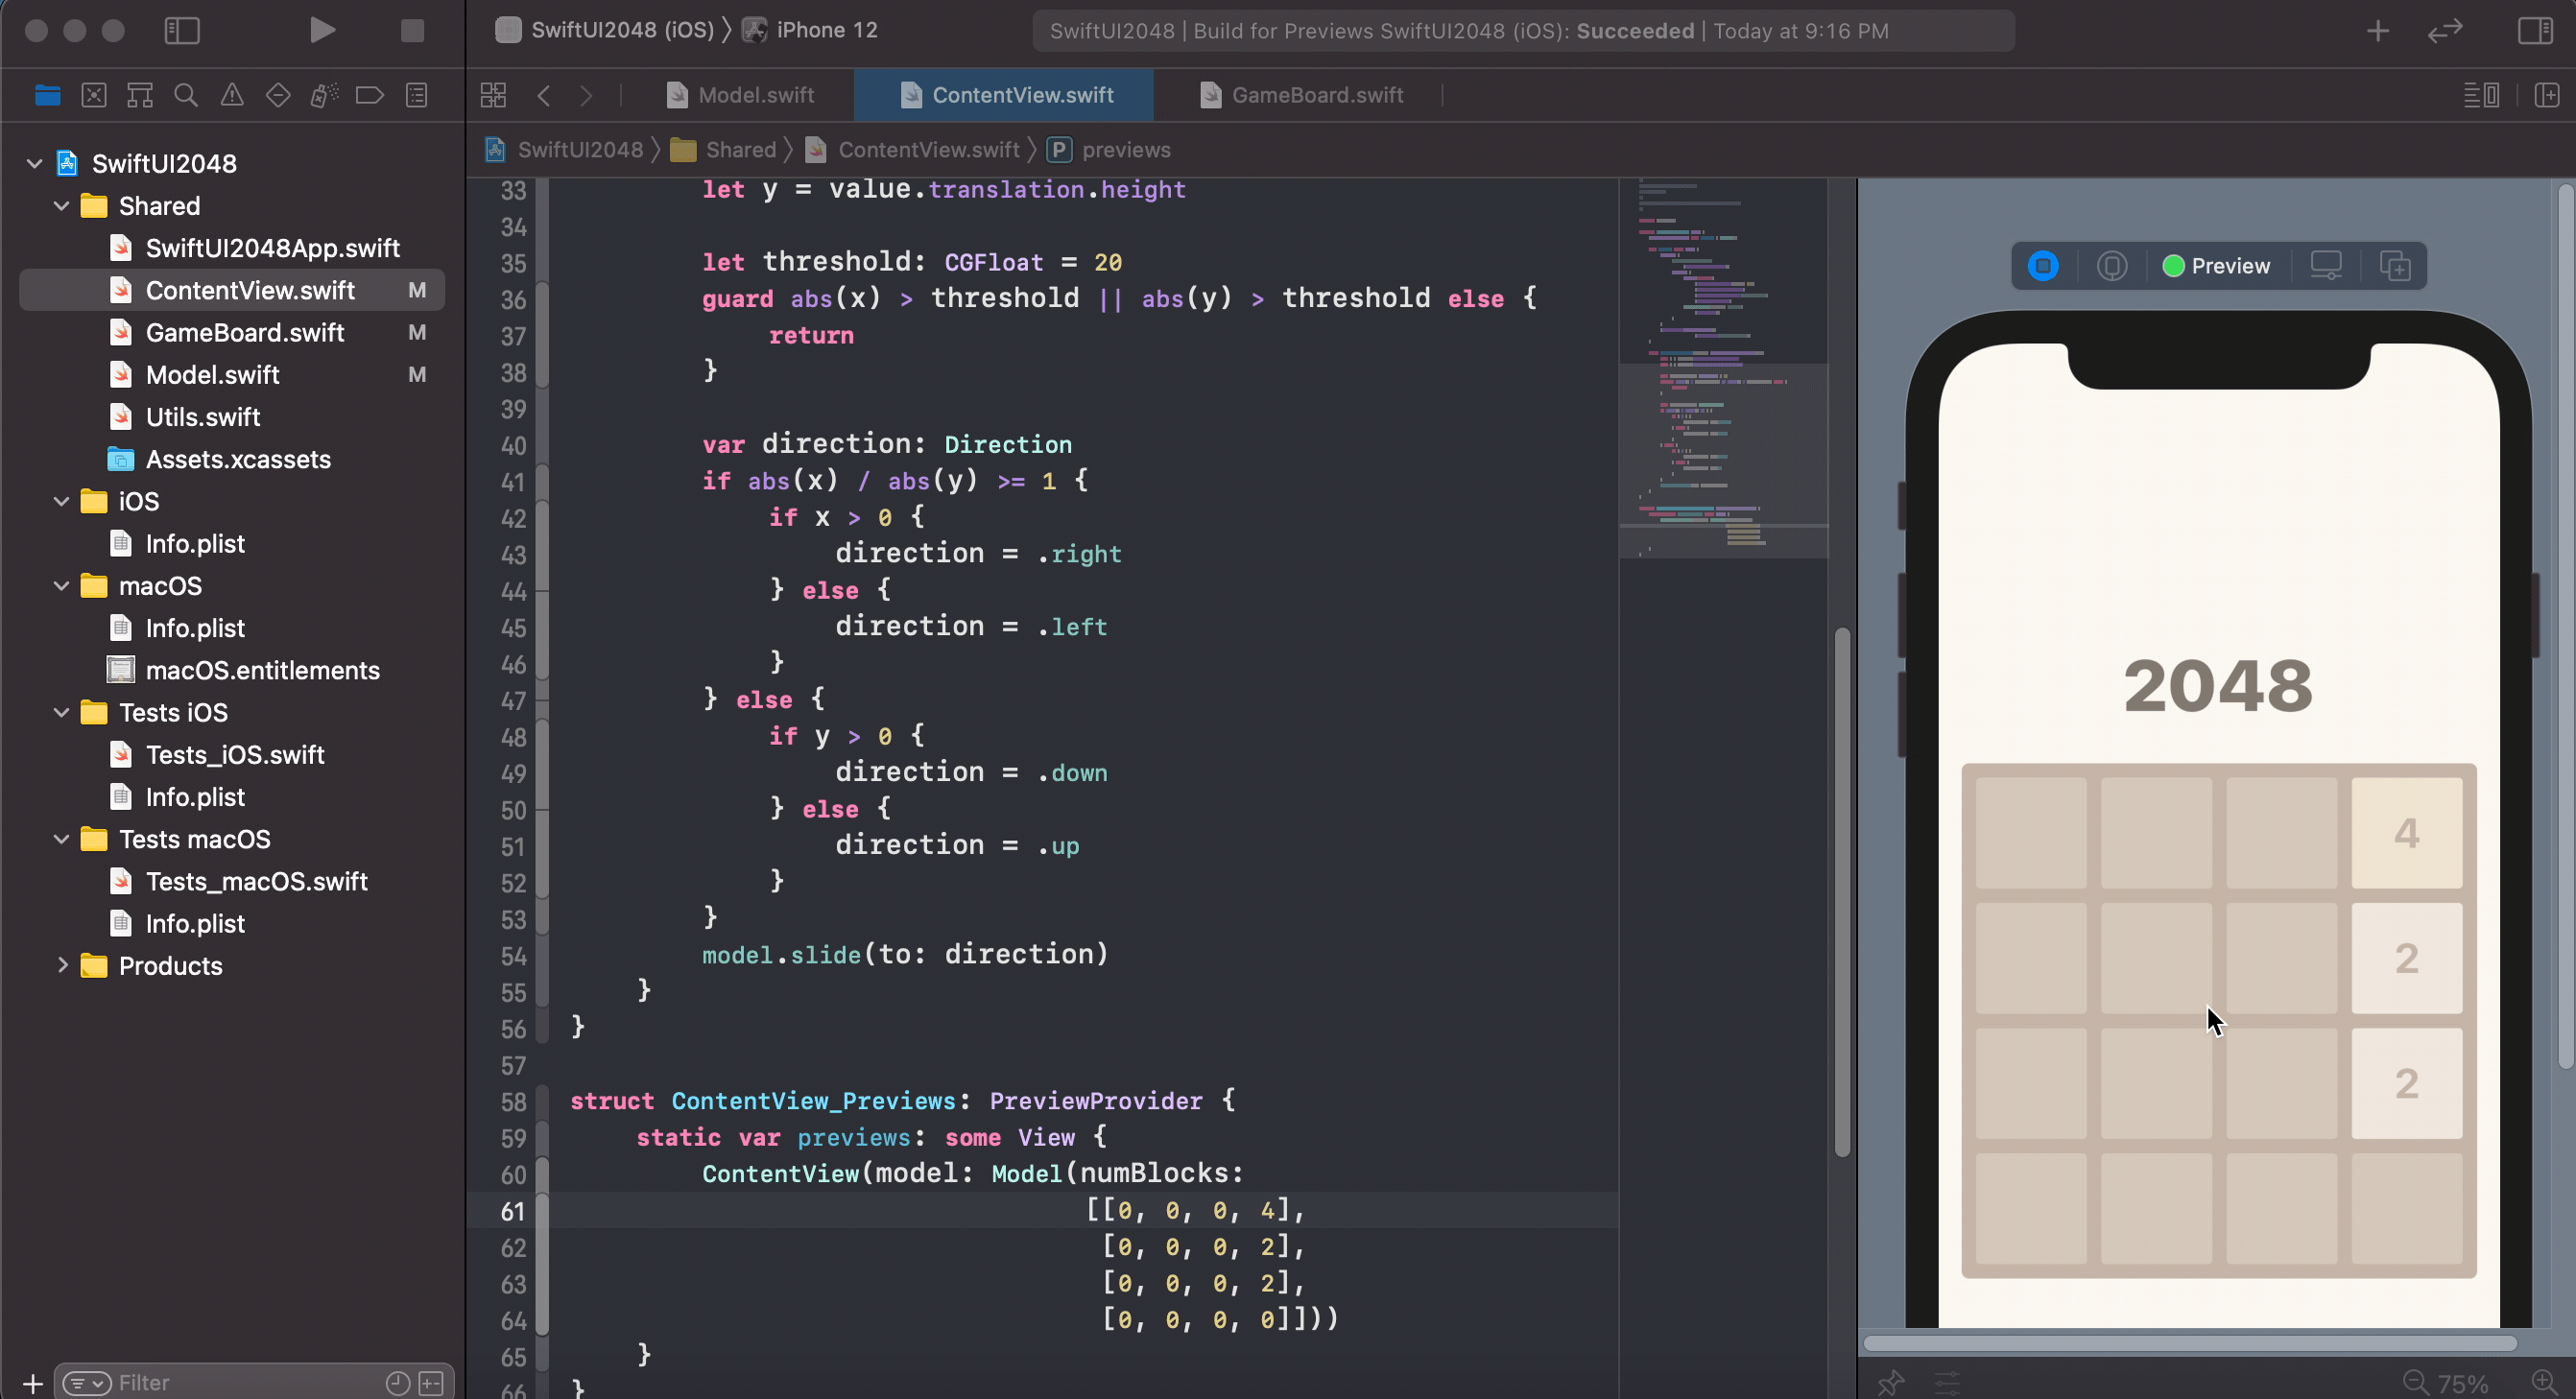 SwiftUI2048 (iOS) 〉 iPhone 12
SwiftUI2048 | Build for Previews SwiftUI2048 (iOS): Succeeded | Today at 9:16 PM
Model.swift
ContentView.swift
GameBoard.swift
SwiftUI2048 〉 Shared 〉 ContentView.swift 〉 P previews
SwiftUI2048
Shared
SwiftUI2048App.swift
ContentView.swift M
GameBoard.swift M
Model.swift M
Utils.swift
Assets.xcassets
iOS
Info.plist
macOS
Info.plist
macOS.entitlements
Tests iOS
Tests_iOS.swift
Info.plist
Tests macOS
Tests_macOS.swift
Info.plist
Products
Filter
33 let y = value.translation.height
34
35 let threshold: CGFloat = 20
36 guard abs(x) > threshold || abs(y) > threshold else {
37 return
38 }
39
40 var direction: Direction
41 if abs(x) / abs(y) >= 1 {
42 if x > 0 {
43 direction = .right
44 } else {
45 direction = .left
46 }
47 } else {
48 if y > 0 {
49 direction = .down
50 } else {
51 direction = .up
52 }
53 }
54 model.slide(to: direction)
55 }
56 }
57
58 struct ContentView_Previews: PreviewProvider {
59 static var previews: some View {
60 ContentView(model: Model(numBlocks:
61 [[0, 0, 0, 4],
62 [0, 0, 0, 2],
63 [0, 0, 0, 2],
64 [0, 0, 0, 0]]))
65 }
66 }
Preview
2048
4
2
2
75%